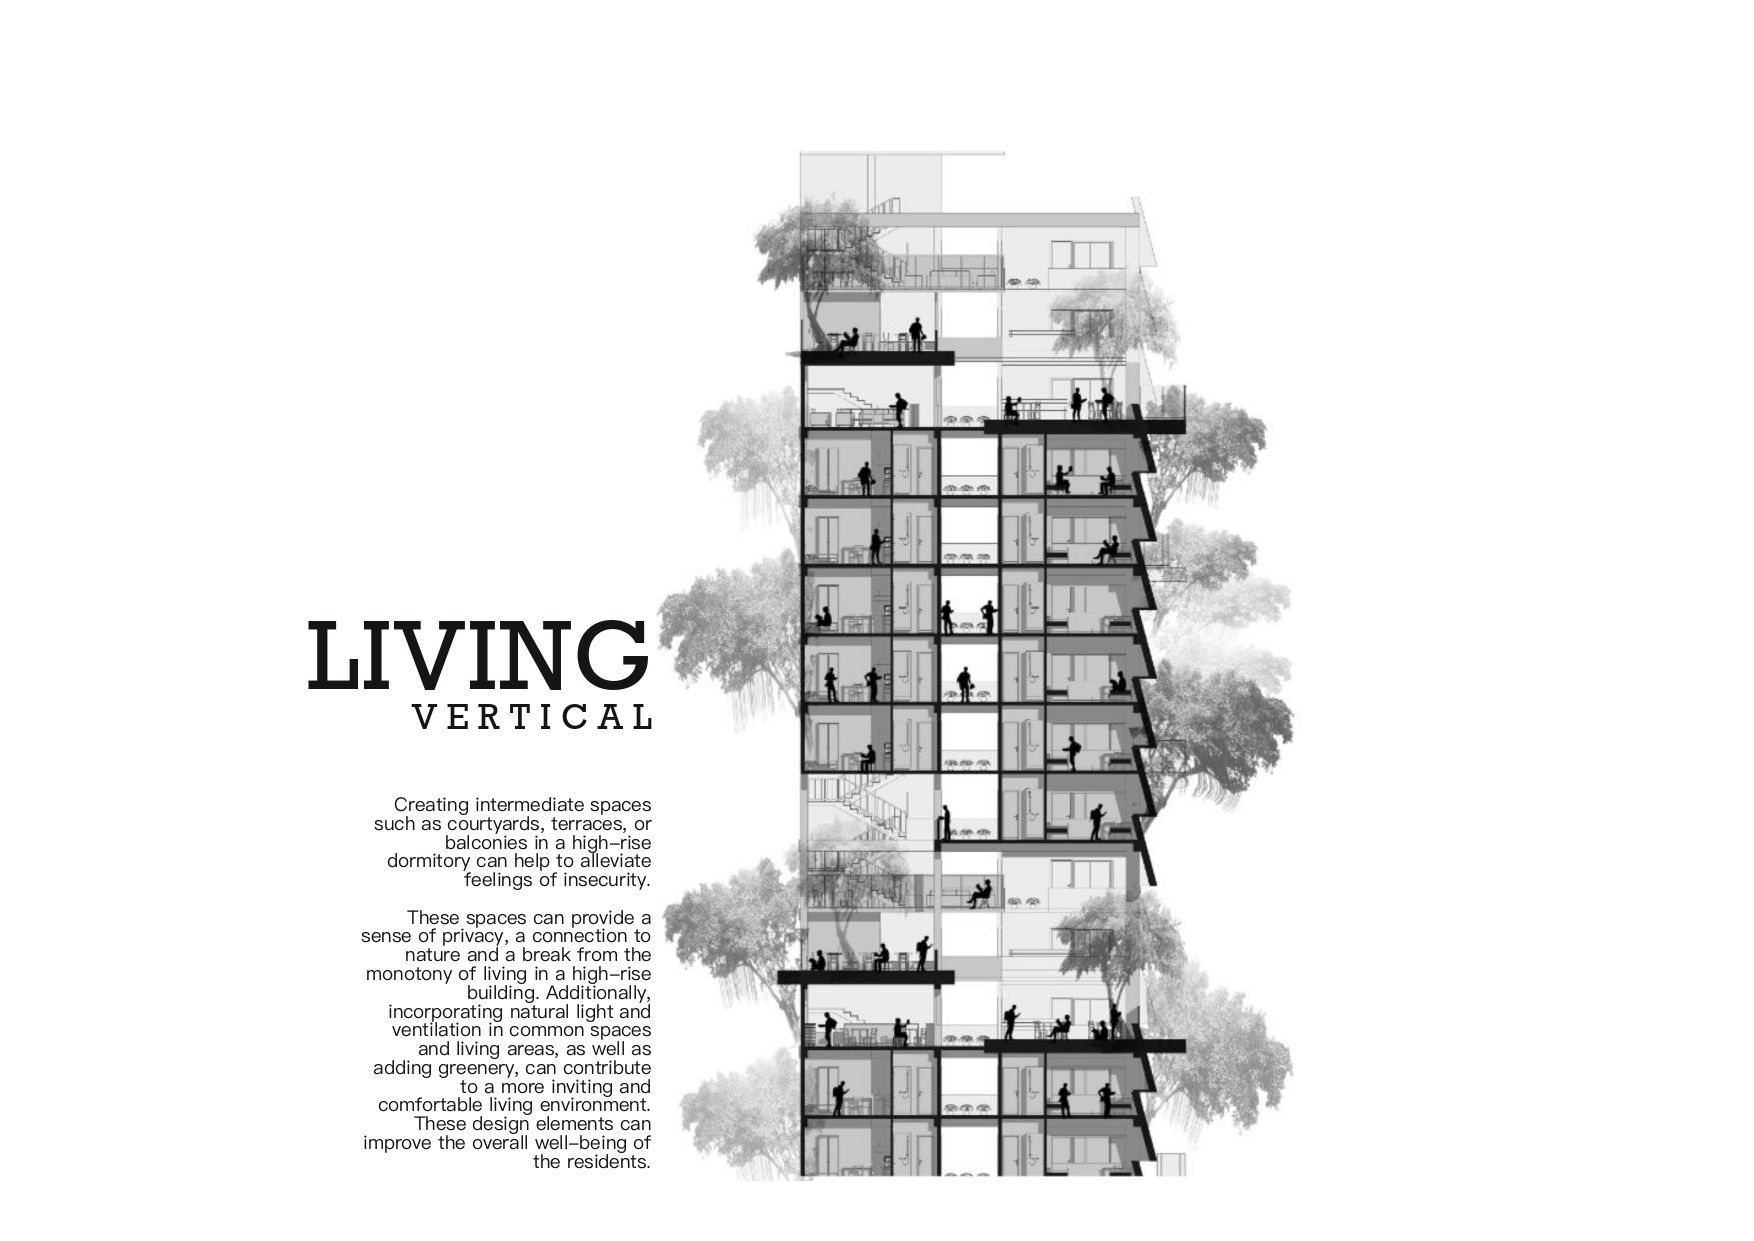 LIVING
VERTICAL
Creating intermediate spaces
such as courtyards, terraces, or
balconies in a high-rise
dormitory can help to alleviate
feelings of insecurity.
These spaces can provide a
sense of privacy, a connection to
nature and a break from the
monotony of living in a high-rise
building. Additionally,
incorporating natural light and
ventilation in common spaces
and living areas, as well as
adding greenery, can contribute
to a more inviting and
comfortable living environment.
These design elements can
improve the overall well-being of
the residents.